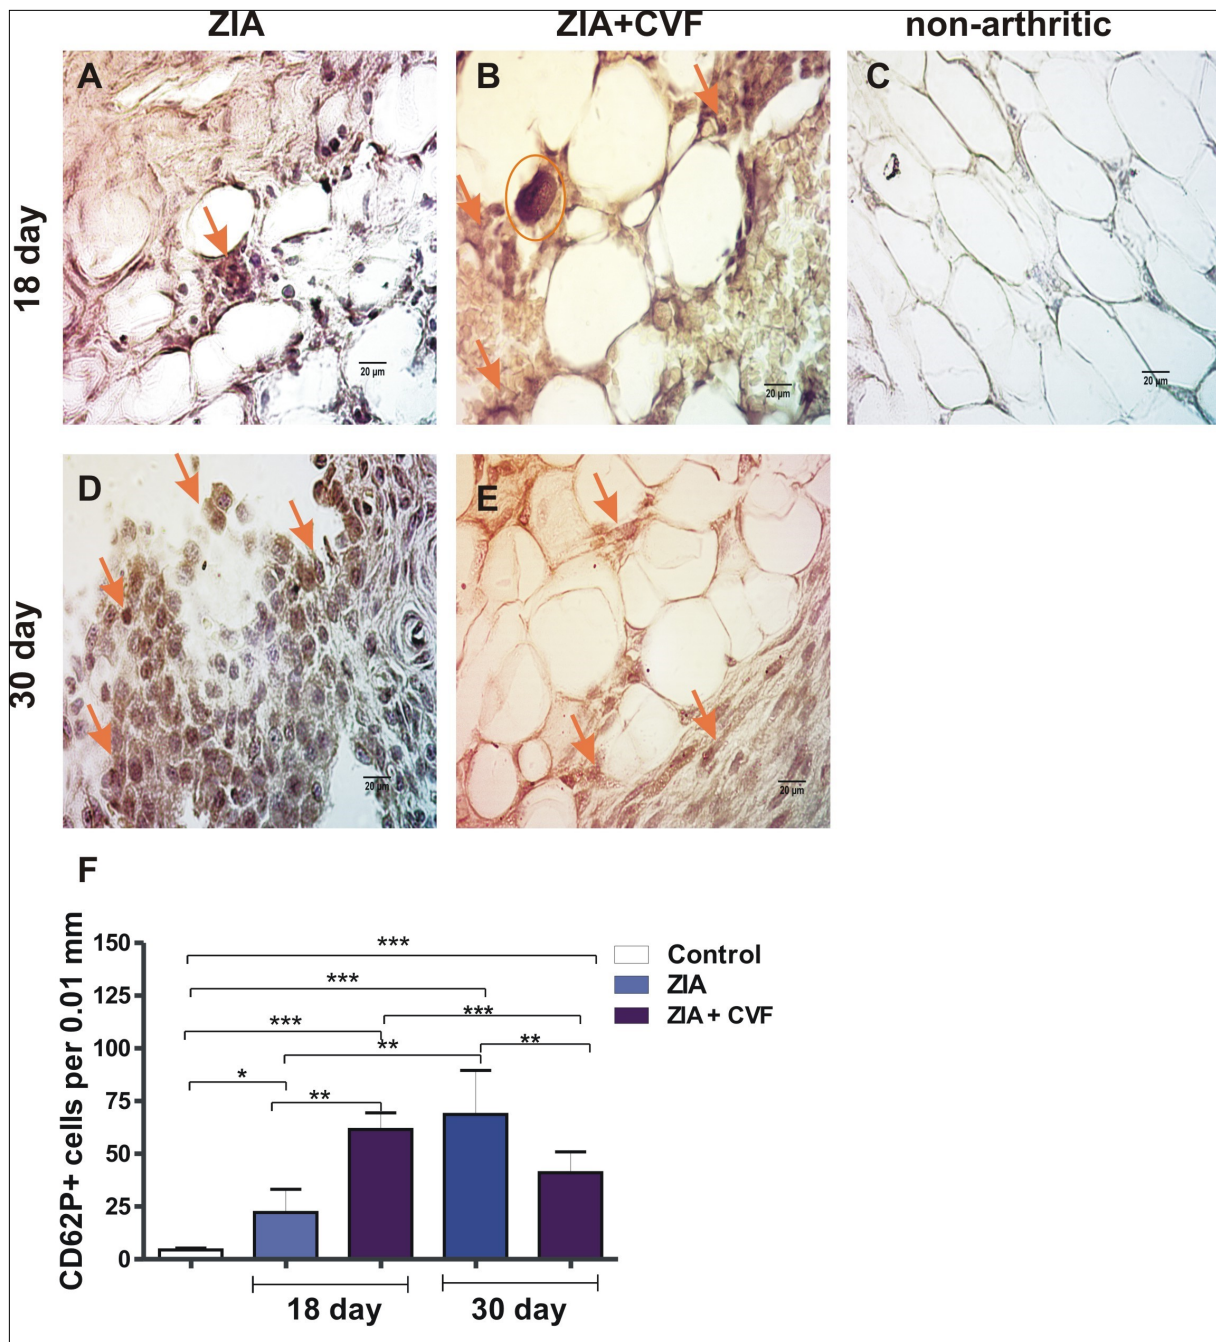 ZIA ZIA+CVF non-arthritic
A B C
18 day
20 µm 20 µm 20 µm
D E
30 day
20 µm 20 µm
F
CD62P+ cells per 0.01 mm
150
125
100
75
50
25
0
***
***
***
***
**
**
*
**
Control
ZIA
ZIA + CVF
18 day 30 day